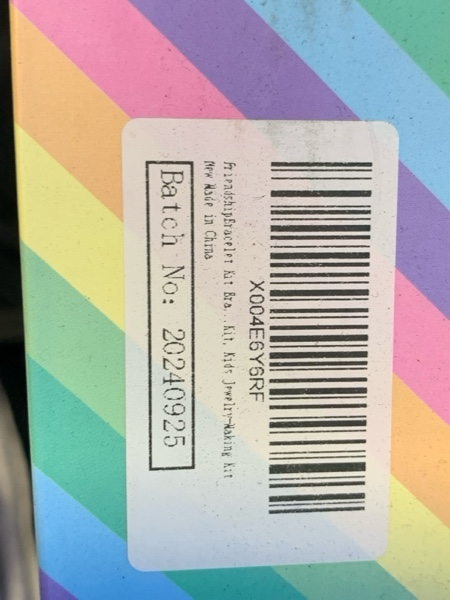 X004E6Y6RF
FriendshipBracelet Kit Bra...Kit, Kids Jewelry-Making Kit
New Made in China
Batch No: 20240925